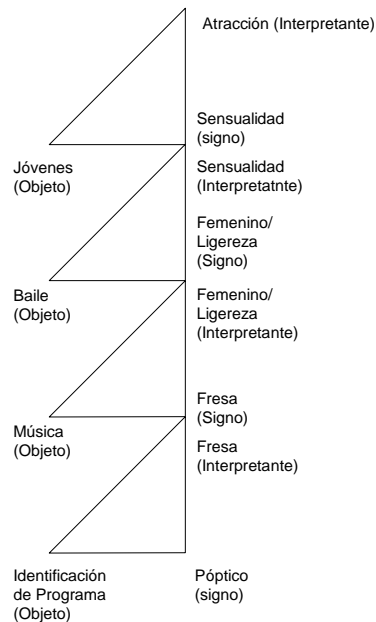 Atracción (Interpretante)
Sensualidad
(signo)
Jóvenes
(Objeto)
Sensualidad
(Interpretatnte)
Femenino/
Ligereza
(Signo)
Baile
(Objeto)
Femenino/
Ligereza
(Interpretante)
Fresa
(Signo)
Música
(Objeto)
Fresa
(Interpretante)
Identificación
de Programa
(Objeto)
Póptico
(signo)